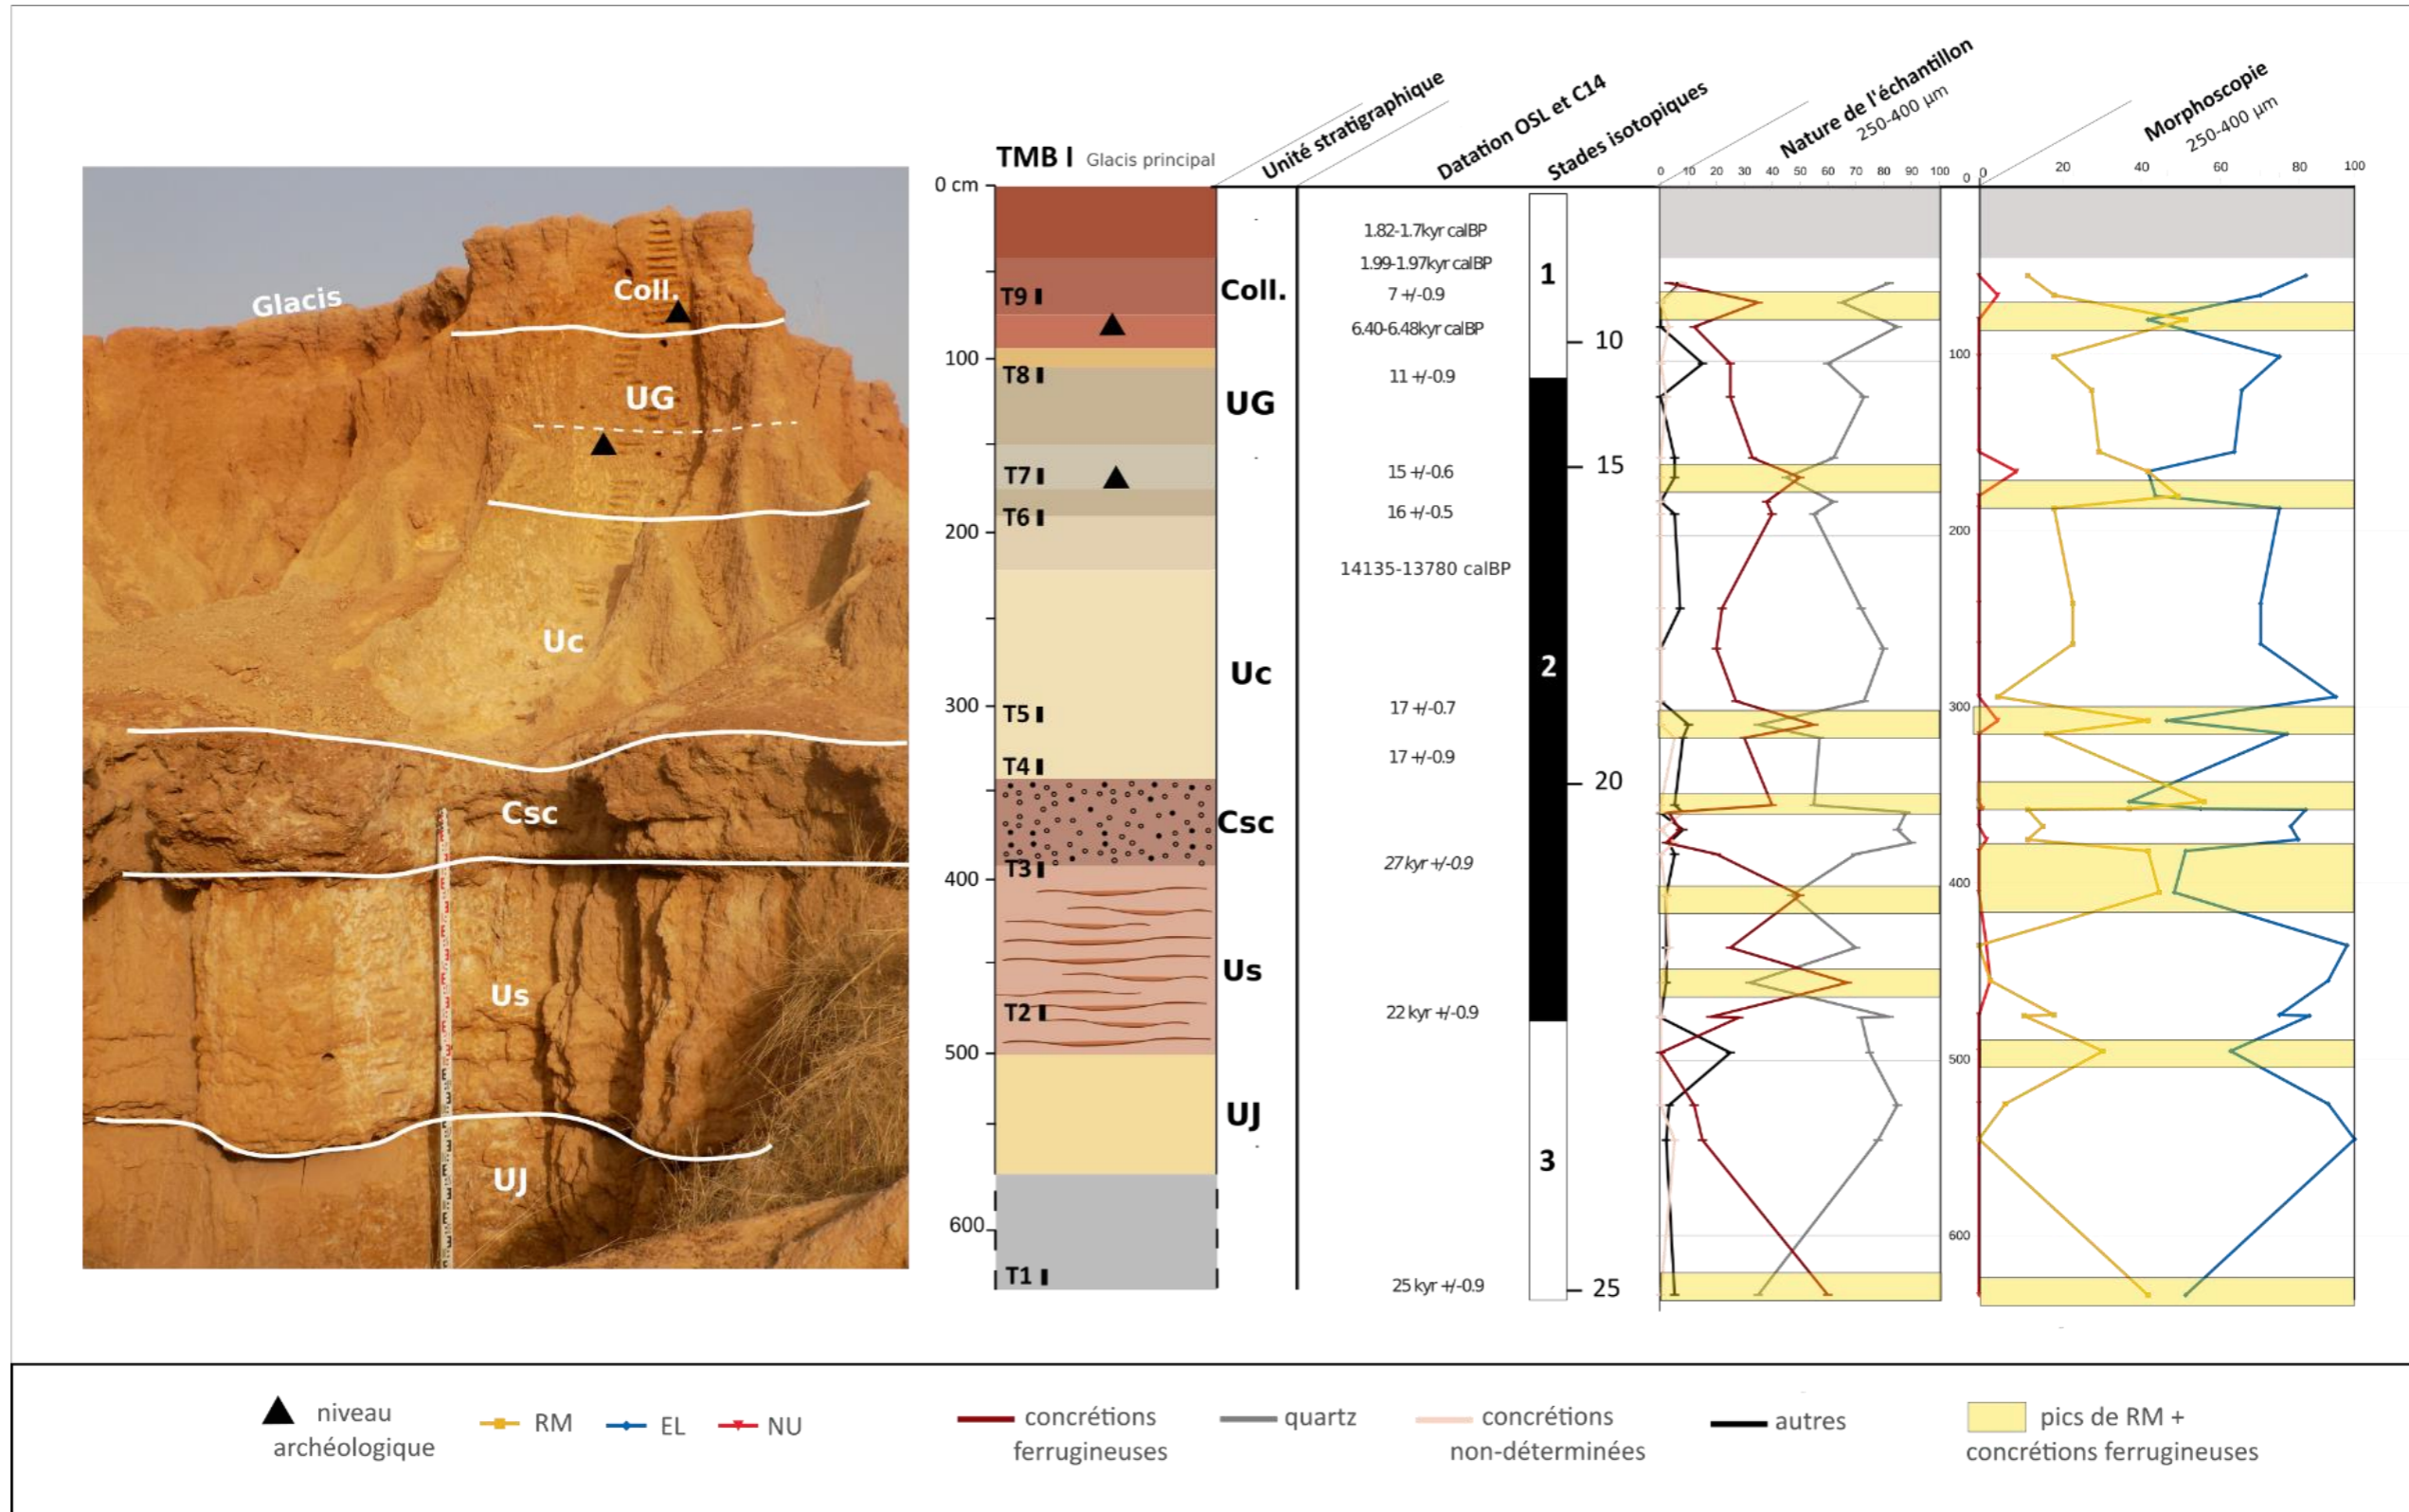 Glacis
Coll.
UG
Uc
Csc
Us
UJ
TMB I Glacis principal
Unité stratigraphique
Datation OSL et C14
Stades isotopiques
Nature de l'échantillon
250-400 µm
Morphoscopie
250-400 µm
0 cm
100
200
300
400
500
600
T9
T8
T7
T6
T5
T4
T3
T2
T1
Coll.
UG
Uc
Csc
Us
UJ
1.82-1.7kyr calBP
1.99-1.97kyr calBP
7 +/-0.9
6.40-6.48kyr calBP
11 +/-0.9
15 +/-0.6
16 +/-0.5
14135-13780 calBP
17 +/-0.7
17 +/-0.9
27 kyr +/-0.9
22 kyr +/-0.9
25 kyr +/-0.9
1
2
3
10
15
20
25
0 10 20 30 40 50 60 70 80 90 100
0 20 40 60 80 100
0
100
200
300
400
500
600
niveau
archéologique
RM
EL
NU
concrétions
ferrugineuses
quartz
concrétions
non-déterminées
autres
pics de RM +
concrétions ferrugineuses